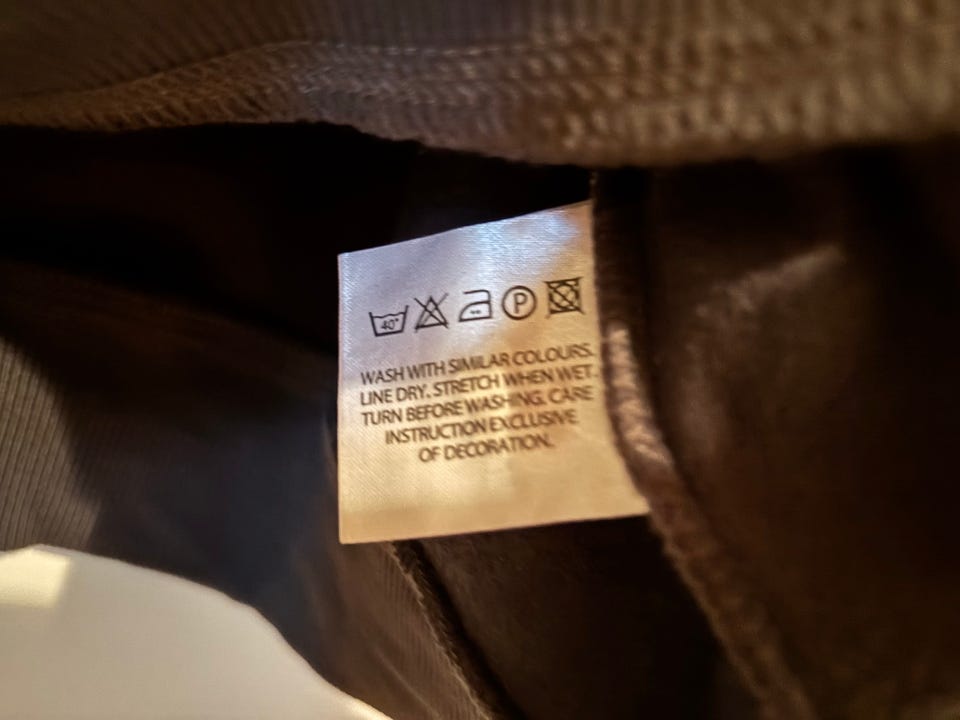 40° P
WASH WITH SIMILAR COLOURS.
LINE DRY. STRETCH WHEN WET.
TURN BEFORE WASHING. CARE
INSTRUCTION EXCLUSIVE
OF DECORATION.